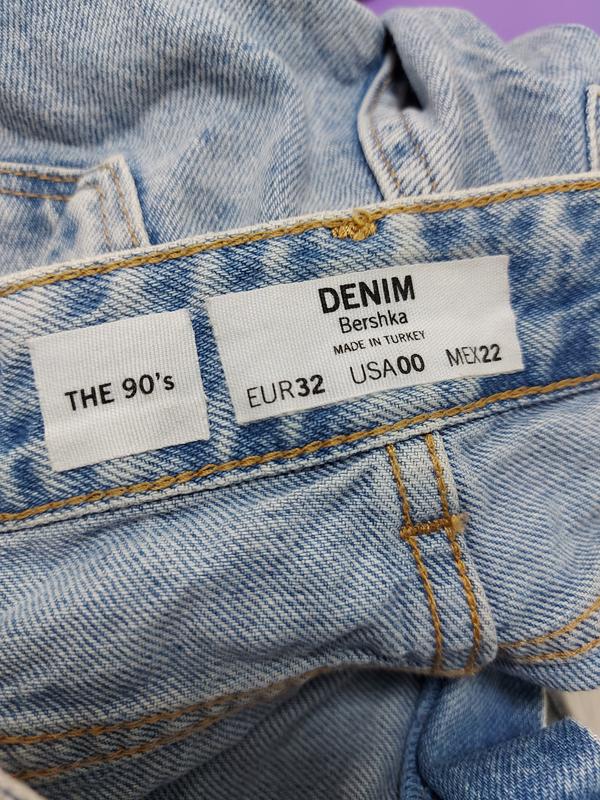 THE 90's
DENIM
Bershka
MADE IN TURKEY
EUR32 USA00 MEX22